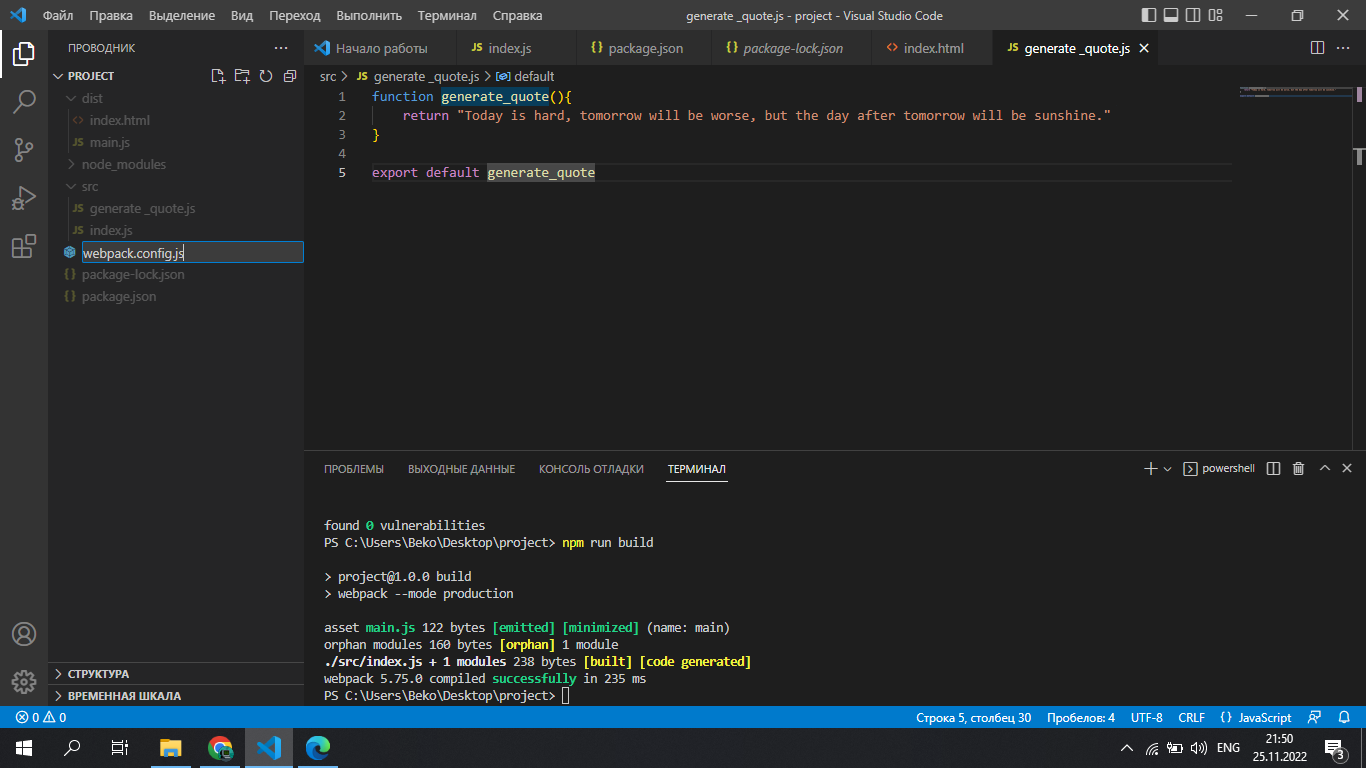 Файл Правка Выделение Вид Переход Выполнить Терминал Справка generate _quote.js - project - Visual Studio Code
ПРОВОДНИК
Начало работы JS index.js {} package.json {} package-lock.json <> index.html JS generate _quote.js
PROJECT
dist
<> index.html
JS main.js
node_modules
src
JS generate _quote.js
JS index.js
webpack.config.js
{} package-lock.json
{} package.json
СТРУКТУРА
ВРЕМЕННАЯ ШКАЛА
src > JS generate _quote.js > default
1 function generate_quote(){
2 return "Today is hard, tomorrow will be worse, but the day after tomorrow will be sunshine."
3 }
4
5 export default generate_quote
ПРОБЛЕМЫ ВЫХОДНЫЕ ДАННЫЕ КОНСОЛЬ ОТЛАДКИ ТЕРМИНАЛ powershell
found 0 vulnerabilities
PS C:\Users\Beko\Desktop\project> npm run build
> project@1.0.0 build
> webpack --mode production
asset main.js 122 bytes [emitted] [minimized] (name: main)
orphan modules 160 bytes [orphan] 1 module
./src/index.js + 1 modules 238 bytes [built] [code generated]
webpack 5.75.0 compiled successfully in 235 ms
PS C:\Users\Beko\Desktop\project>
0 0 Строка 5, столбец 30 Пробелов: 4 UTF-8 CRLF {} JavaScript
ENG 21:50
25.11.2022 3